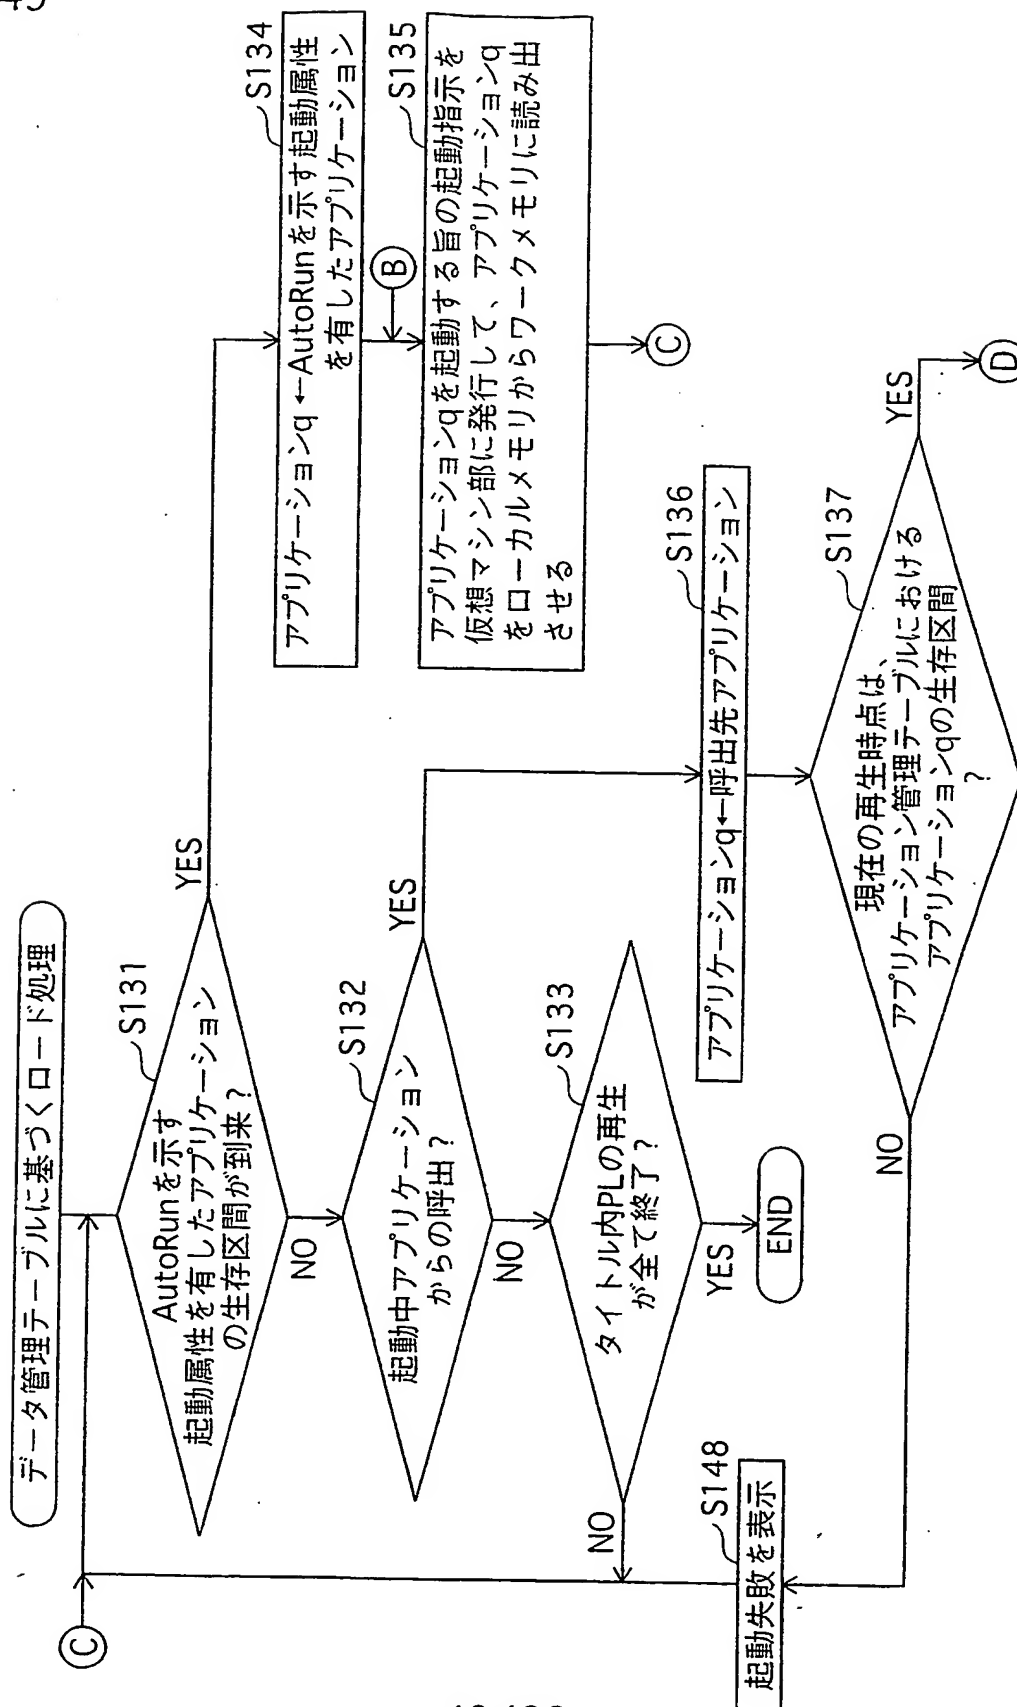 データ管理テーブルに基づくロード処理
C
S131
AutoRunを示す
起動属性を有したアプリケーション
の生存区間が到来?
YES
NO
S132
起動中アプリケーション
からの呼出?
YES
NO
S133
タイトル内PLの再生
が全て終了?
NO
YES
END
S134
アプリケーションq←AutoRunを示す起動属性
を有したアプリケーション
B
S135
アプリケーションqを起動する旨の起動指示を
仮想マシン部に発行して、アプリケーションq
をローカルメモリからワークメモリに読み出
させる
C
S136
アプリケーションq←呼出先アプリケーション
S137
現在の再生時点は、
アプリケーション管理テーブルにおける
アプリケーションqの生存区間
?
YES
D
NO
S148
起動失敗を表示